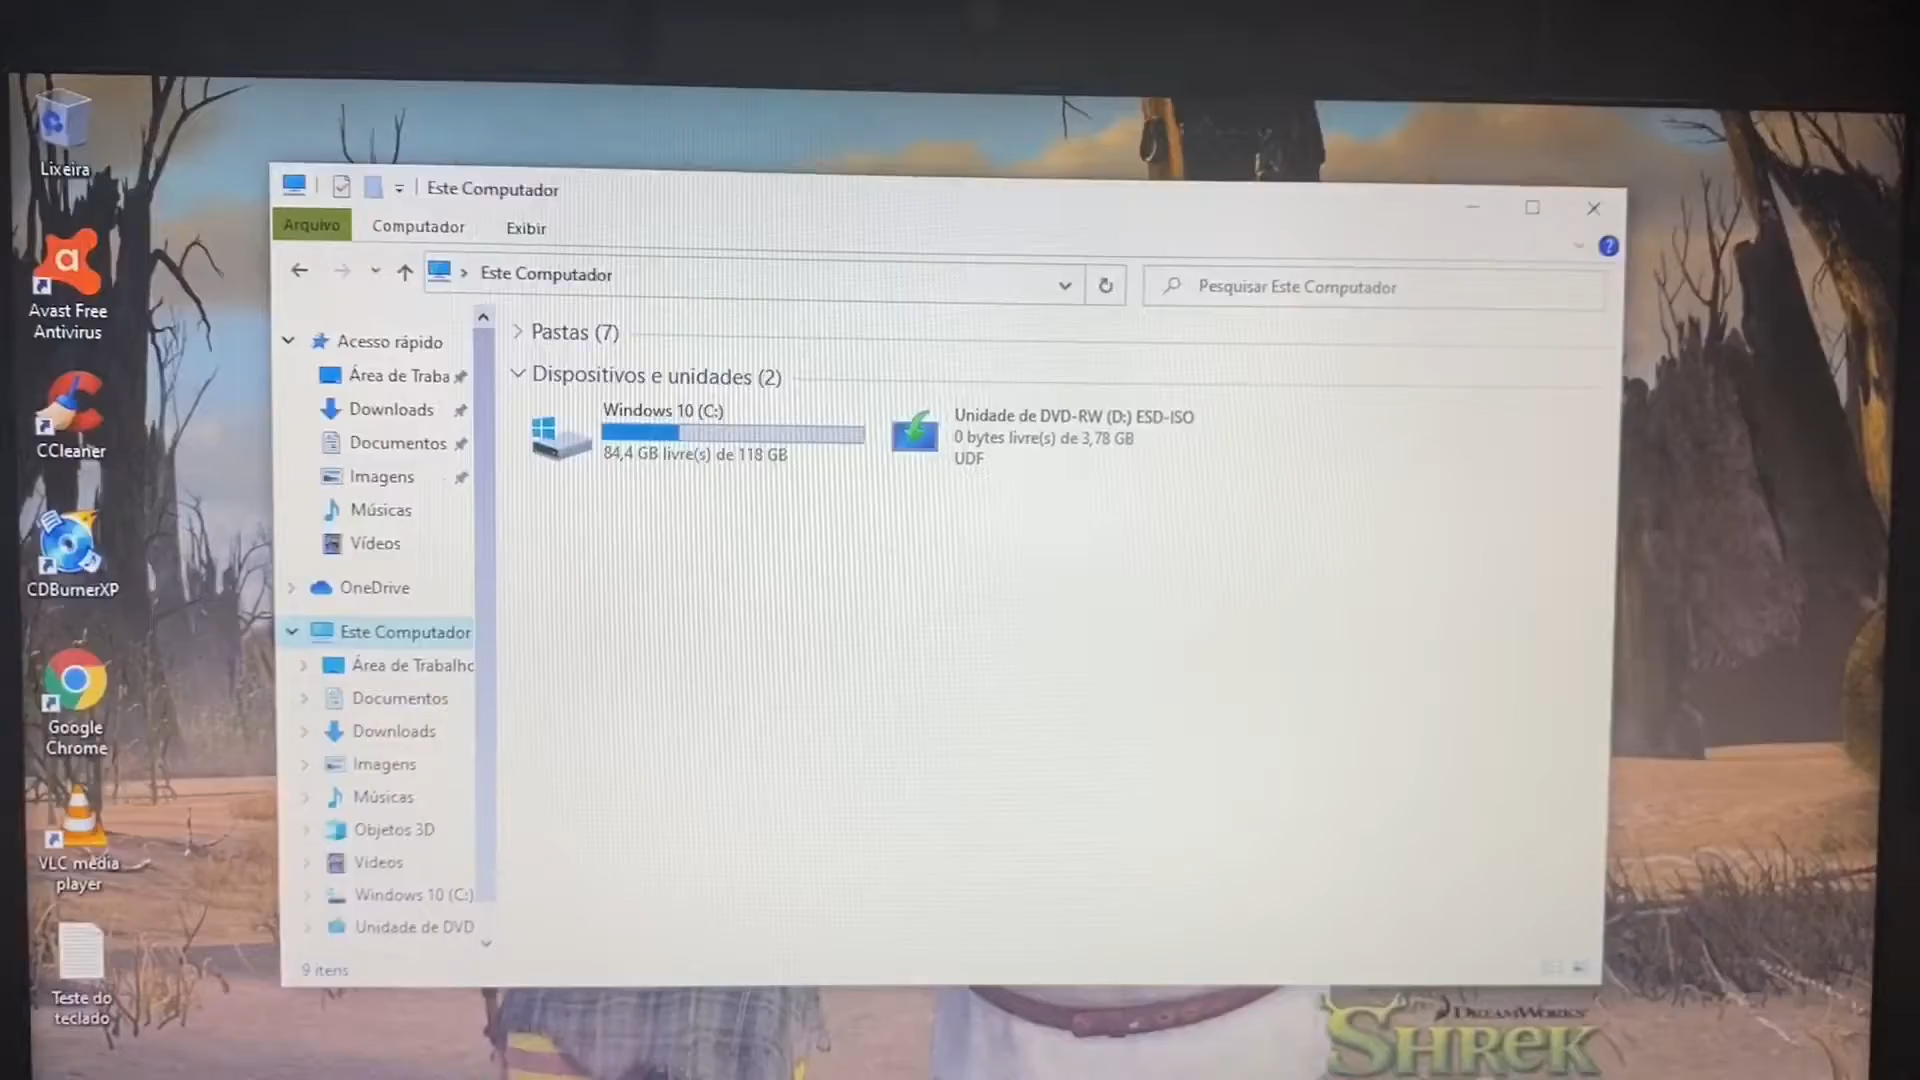 Lixeira
Avast Free
Antivirus
CCleaner
CDBurnerXP
Google
Chrome
VLC media
player
Teste do
teclado
Este Computador
Arquivo
Computador
Exibir
?
Este Computador
Pesquisar Este Computador
Acesso rápido
Área de Traba
Downloads
Documentos
Imagens
Músicas
Vídeos
OneDrive
Este Computador
Área de Trabalho
Documentos
Downloads
Imagens
Músicas
Objetos 3D
Vídeos
Windows 10 (C:)
Unidade de DVD
9 itens
Pastas (7)
Dispositivos e unidades (2)
Windows 10 (C:)
84,4 GB livre(s) de 118 GB
Unidade de DVD-RW (D:) ESD-ISO
0 bytes livre(s) de 3,78 GB
UDF
DREAMWORKS
SHREK